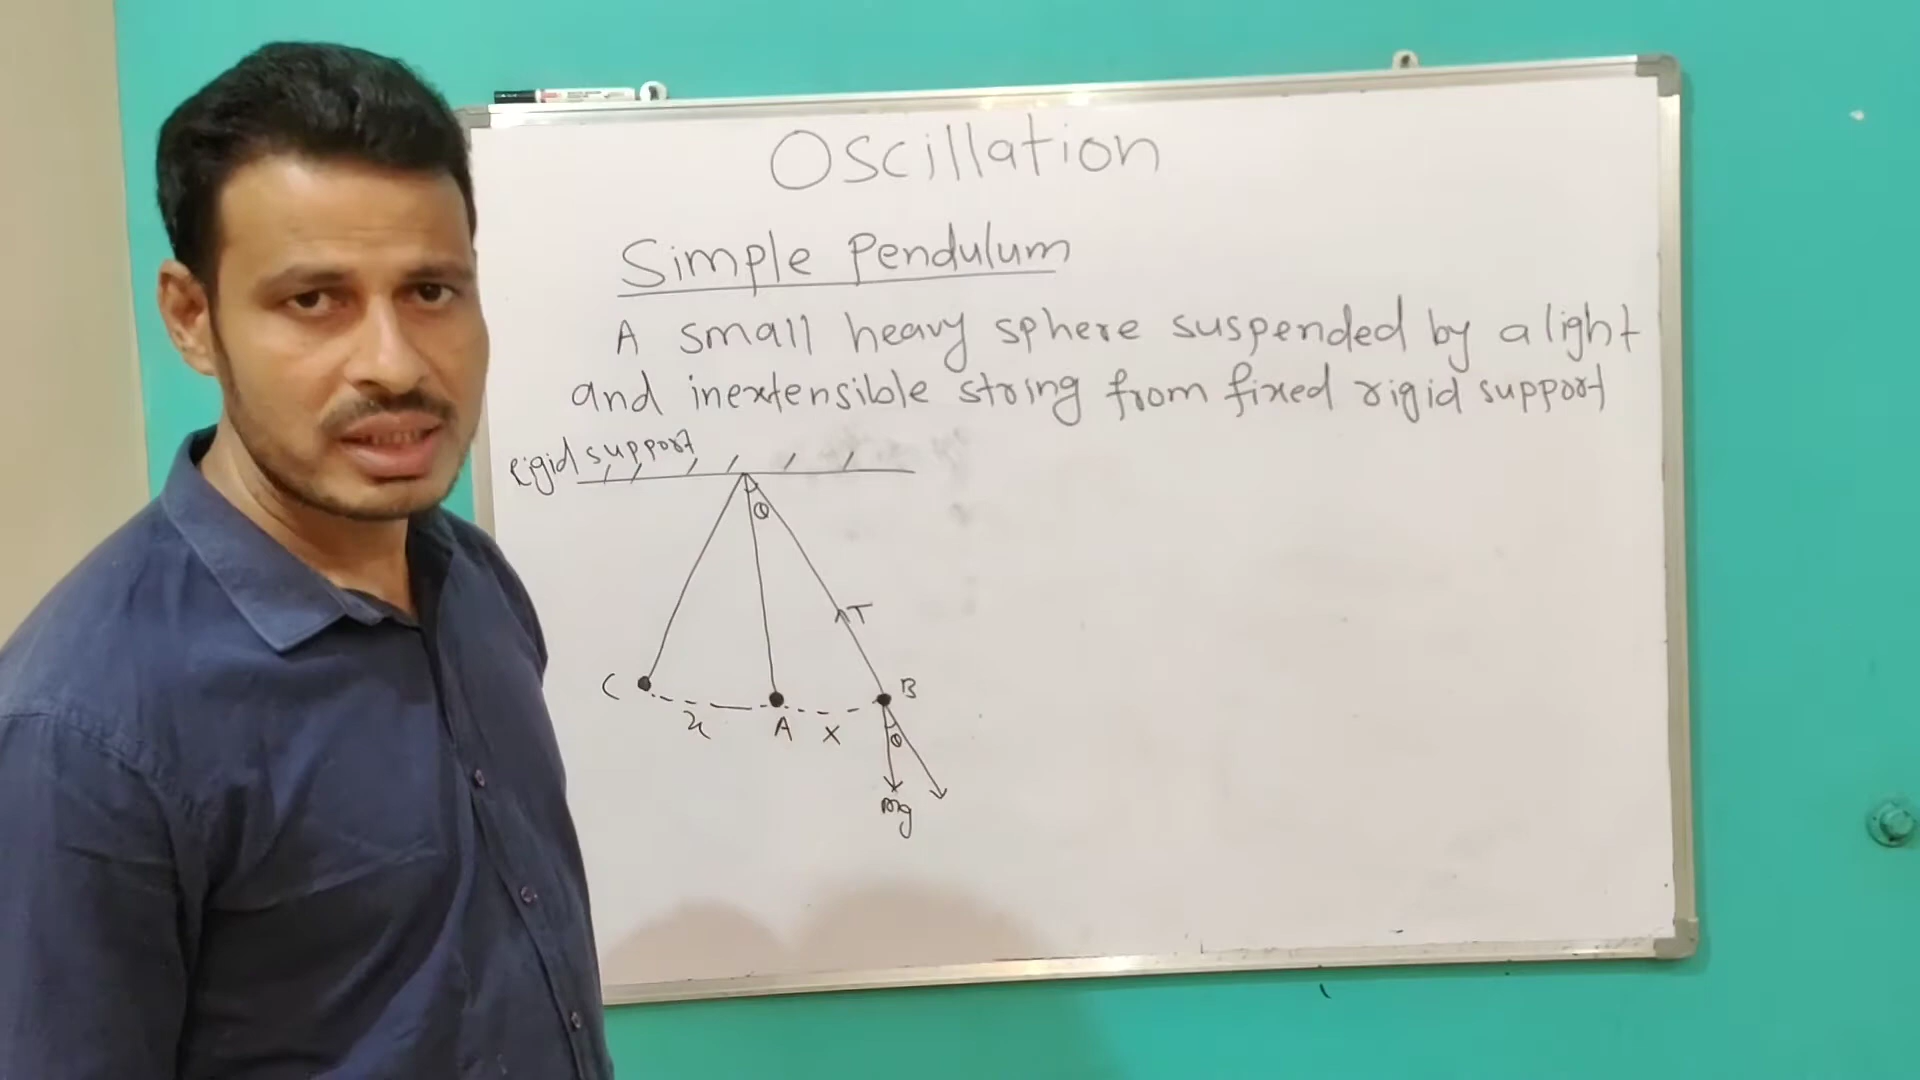 Oscillation
Simple Pendulum
A small heavy sphere suspended by a light
and inextensible string from fixed rigid support
rigid support
θ
T
C
B
x
A
x
θ
mg